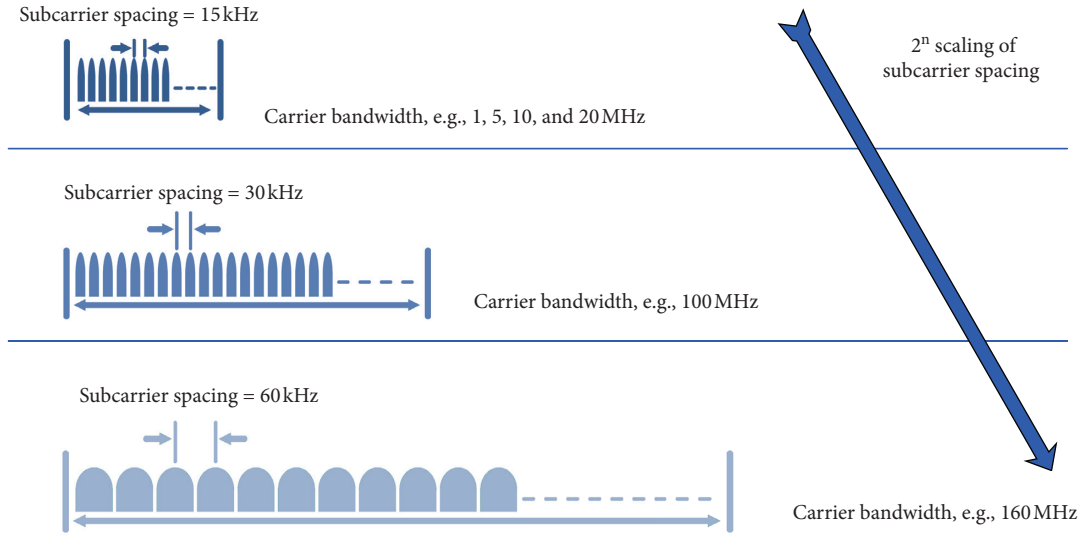 Subcarrier spacing = 15 kHz
2ⁿ scaling of
subcarrier spacing
Carrier bandwidth, e.g., 1, 5, 10, and 20 MHz
Subcarrier spacing = 30 kHz
Carrier bandwidth, e.g., 100 MHz
Subcarrier spacing = 60 kHz
Carrier bandwidth, e.g., 160 MHz